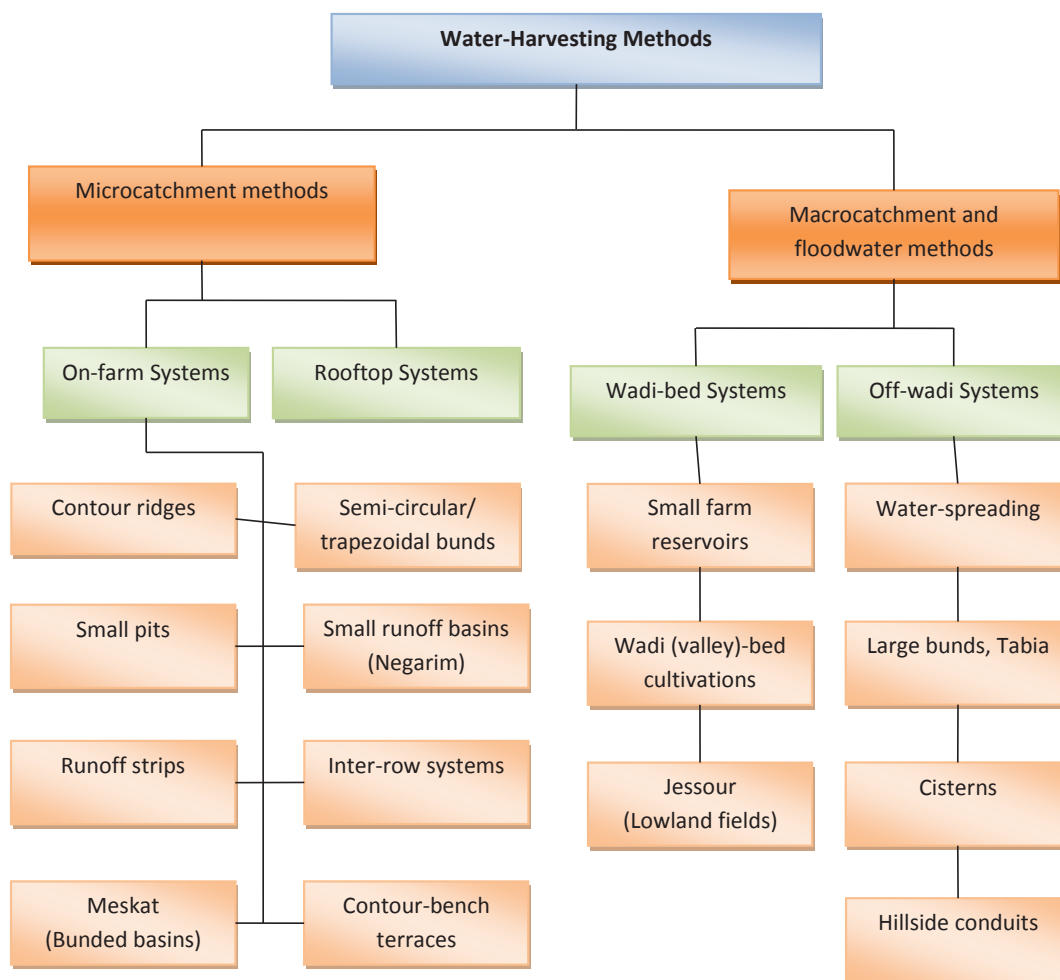 Water-Harvesting Methods
Microcatchment methods
Macrocatchment and
floodwater methods
On-farm Systems
Rooftop Systems
Wadi-bed Systems
Off-wadi Systems
Contour ridges
Semi-circular/
trapezoidal bunds
Small farm
reservoirs
Water-spreading
Small pits
Small runoff basins
(Negarim)
Wadi (valley)-bed
cultivations
Large bunds, Tabia
Runoff strips
Inter-row systems
Jessour
(Lowland fields)
Cisterns
Meskat
(Bunded basins)
Contour-bench
terraces
Hillside conduits